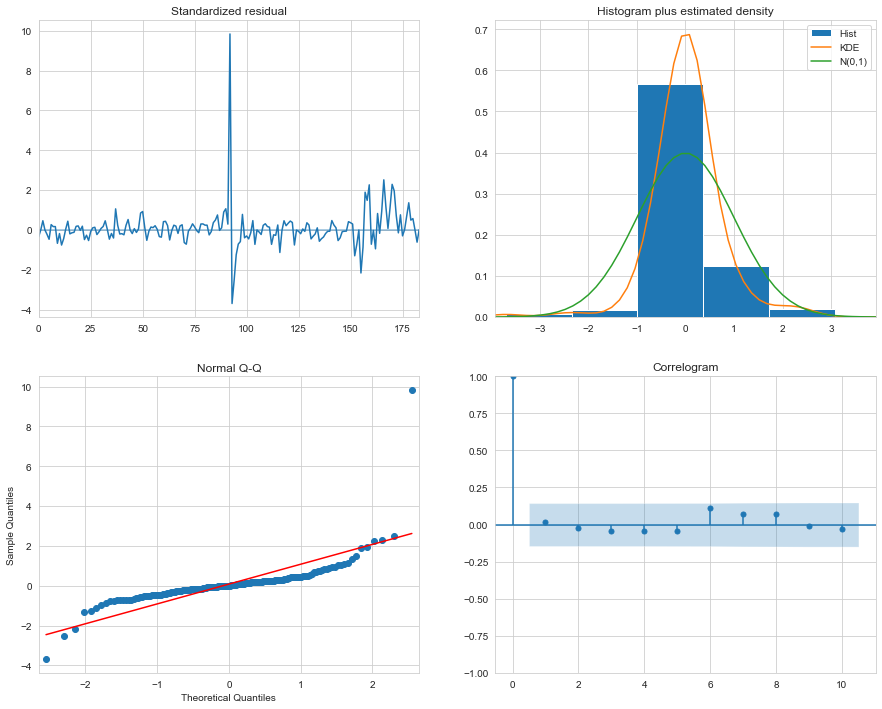 Standardized residual
10
8
6
4
2
0
−2
−4
0 25 50 75 100 125 150 175
Histogram plus estimated density
0.7
0.6
0.5
0.4
0.3
0.2
0.1
0.0
−3 −2 −1 0 1 2 3
Hist
KDE
N(0,1)
Normal Q-Q
Sample Quantiles
10
8
6
4
2
0
−2
−4
−2 −1 0 1 2
Theoretical Quantiles
Correlogram
1.00
0.75
0.50
0.25
0.00
−0.25
−0.50
−0.75
−1.00
0 2 4 6 8 10